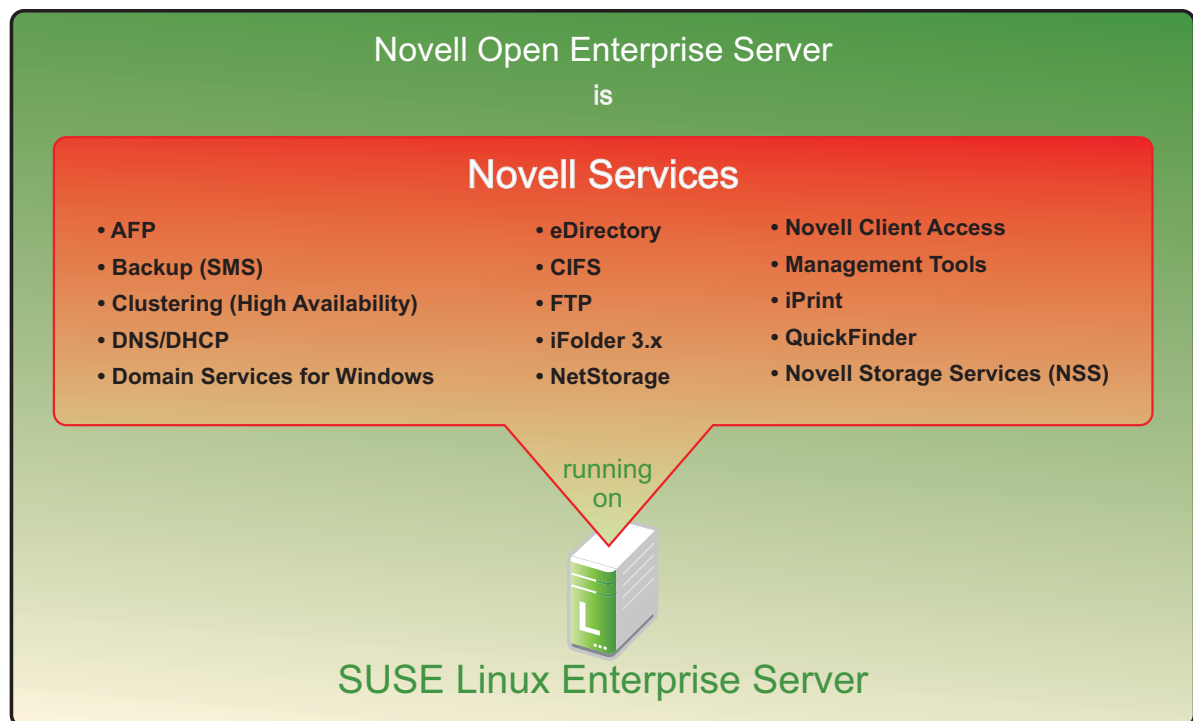 Novell Open Enterprise Server
is
Novell Services
• AFP
• Backup (SMS)
• Clustering (High Availability)
• DNS/DHCP
• Domain Services for Windows
• eDirectory
• CIFS
• FTP
• iFolder 3.x
• NetStorage
• Novell Client Access
• Management Tools
• iPrint
• QuickFinder
• Novell Storage Services (NSS)
running
on
L
SUSE Linux Enterprise Server